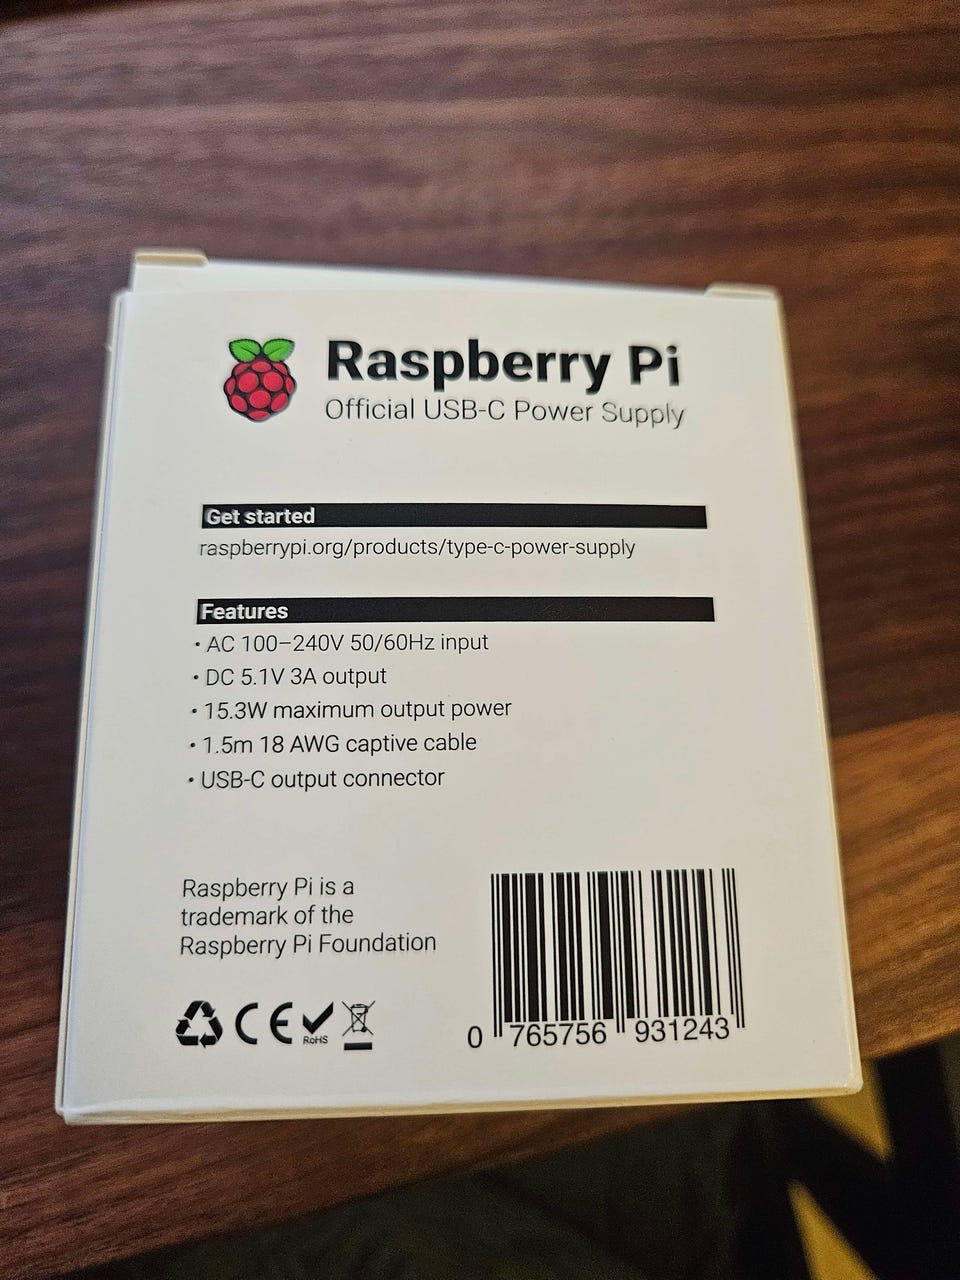 Raspberry Pi
Official USB-C Power Supply
Get started
raspberrypi.org/products/type-c-power-supply
Features
• AC 100–240V 50/60Hz input
• DC 5.1V 3A output
• 15.3W maximum output power
• 1.5m 18 AWG captive cable
• USB-C output connector
Raspberry Pi is a
trademark of the
Raspberry Pi Foundation
CE RoHS
0 765756 931243